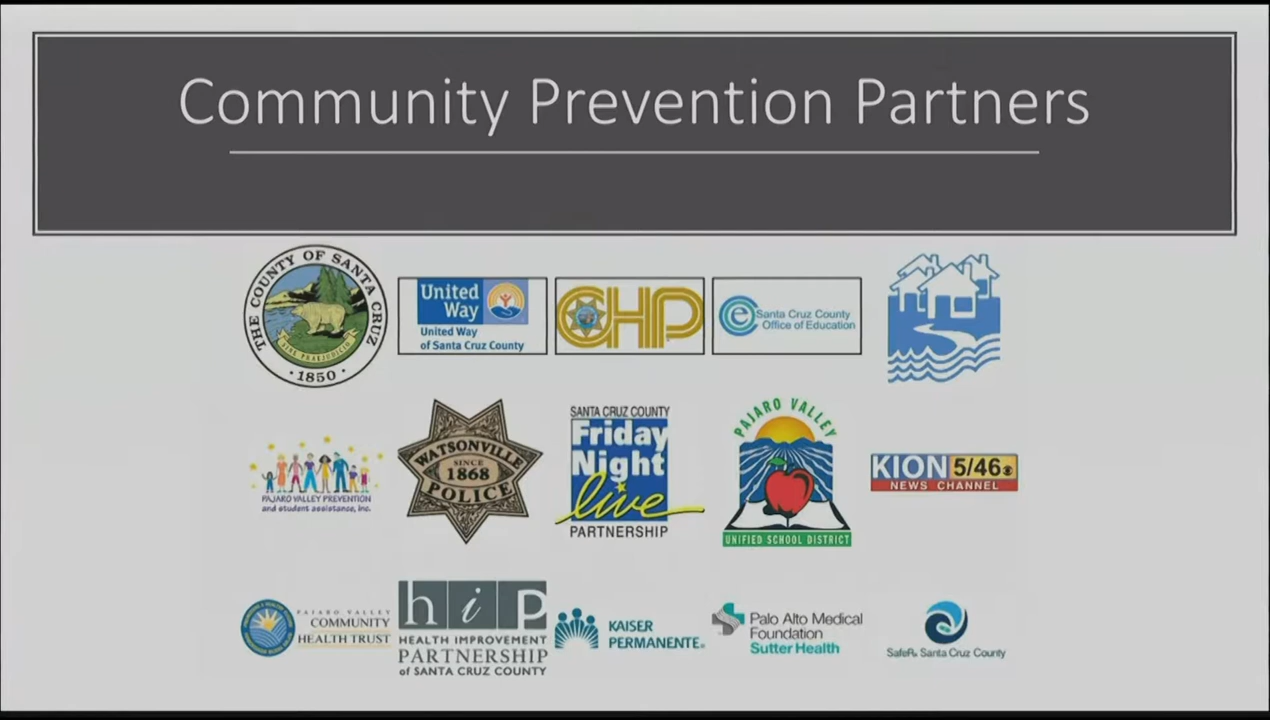 Community Prevention Partners
THE COUNTY OF SANTA CRUZ
SINE PRAEJUDICIO
· 1850 ·
United
Way
United Way
of Santa Cruz County
CHP
e
Santa Cruz County
Office of Education
PAJARO VALLEY PREVENTION
and student assistance, inc.
WATSONVILLE
SINCE
1868
POLICE
SANTA CRUZ COUNTY
Friday
Night
live
PARTNERSHIP
PAJARO VALLEY
UNIFIED SCHOOL DISTRICT
KION 5/46
NEWS CHANNEL
PAJARO VALLEY
COMMUNITY
HEALTH TRUST
hip
HEALTH IMPROVEMENT
PARTNERSHIP
of SANTA CRUZ COUNTY
KAISER
PERMANENTE®
Palo Alto Medical
Foundation
Sutter Health
SafeRx Santa Cruz County